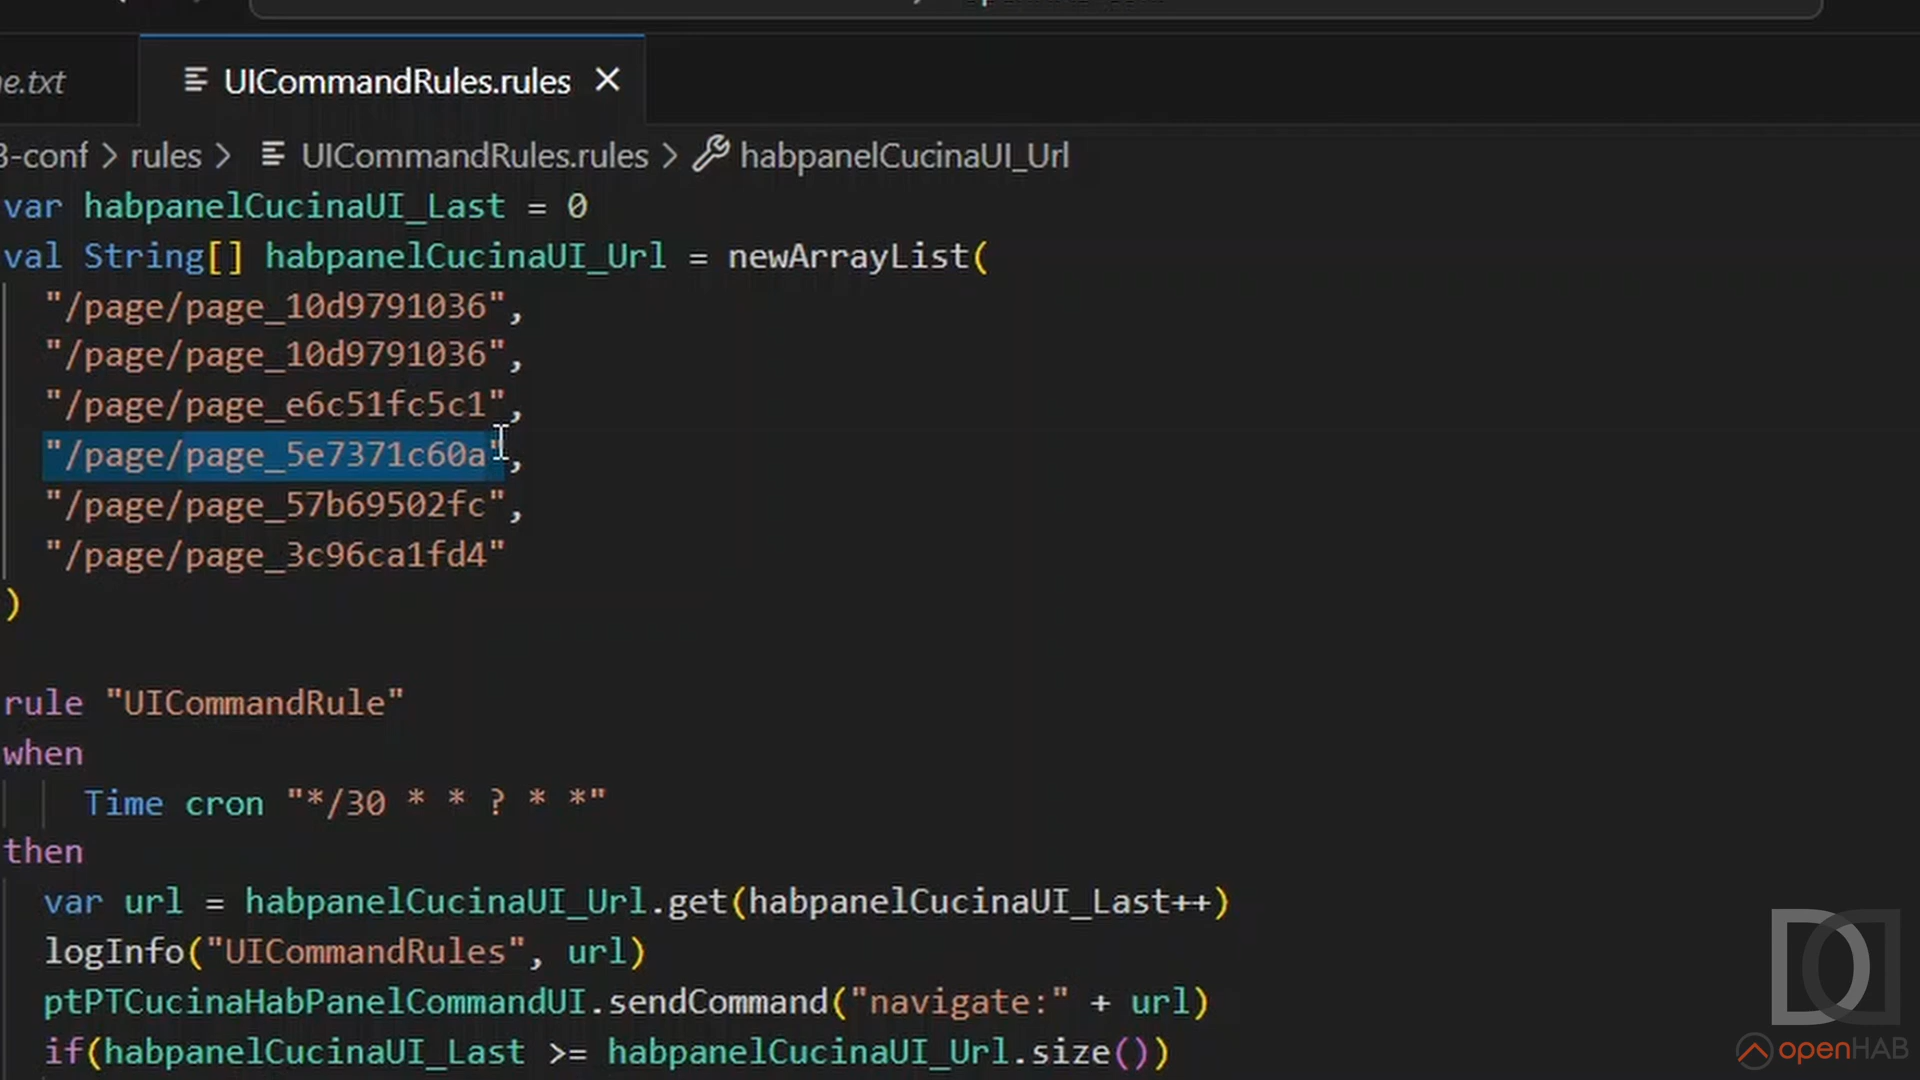 e.txt
UICommandRules.rules
3-conf > rules > UICommandRules.rules > habpanelCucinaUI_Url
var habpanelCucinaUI_Last = 0
val String[] habpanelCucinaUI_Url = newArrayList(
"/page/page_10d9791036",
"/page/page_10d9791036",
"/page/page_e6c51fc5c1",
"/page/page_5e7371c60a",
"/page/page_57b69502fc",
"/page/page_3c96ca1fd4"
)
rule "UICommandRule"
when
Time cron "*/30 * * ? * *"
then
var url = habpanelCucinaUI_Url.get(habpanelCucinaUI_Last++)
logInfo("UICommandRules", url)
ptPTCucinaHabPanelCommandUI.sendCommand("navigate:" + url)
if(habpanelCucinaUI_Last >= habpanelCucinaUI_Url.size())
openHAB